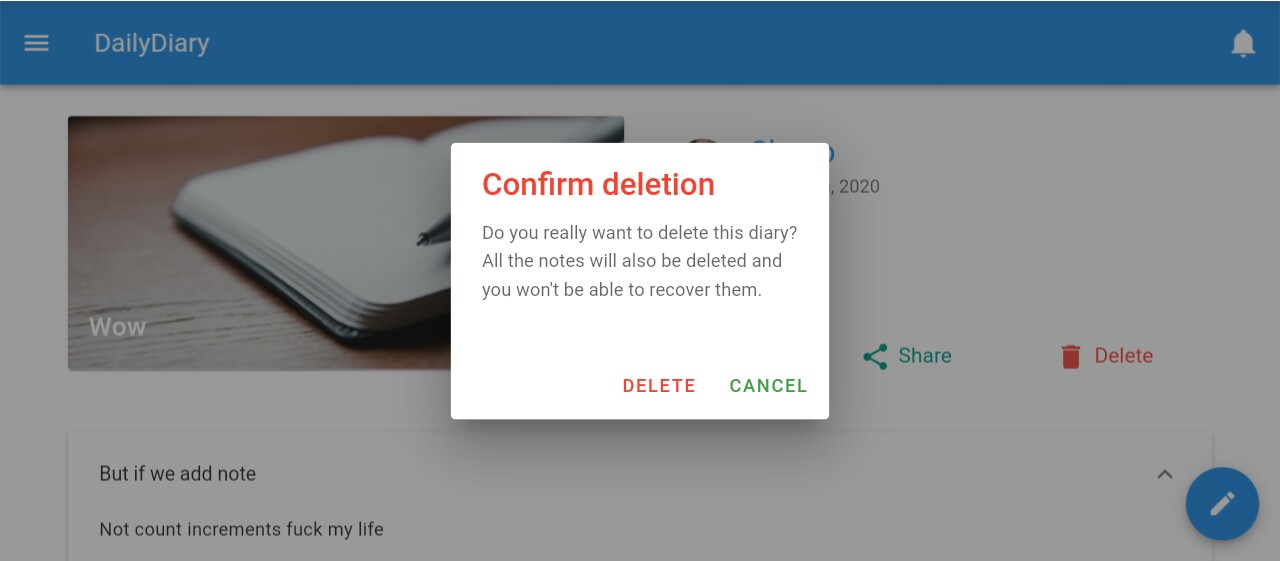 DailyDiary
, 2020
Wow
Confirm deletion
Do you really want to delete this diary?
All the notes will also be deleted and
you won't be able to recover them.
DELETE CANCEL
Share
Delete
But if we add note
Not count increments fuck my life